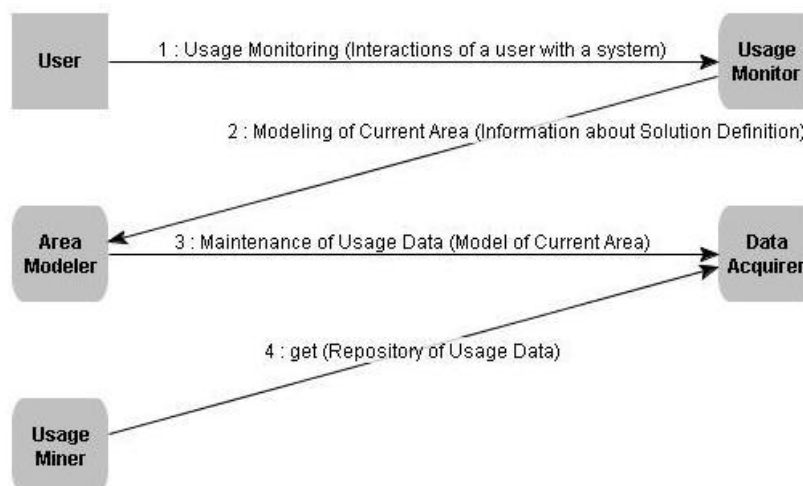 User
1 : Usage Monitoring (Interactions of a user with a system)
Usage
Monitor
2 : Modeling of Current Area (Information about Solution Definition)
Area
Modeler
3 : Maintenance of Usage Data (Model of Current Area)
Data
Acquirer
4 : get (Repository of Usage Data)
Usage
Miner